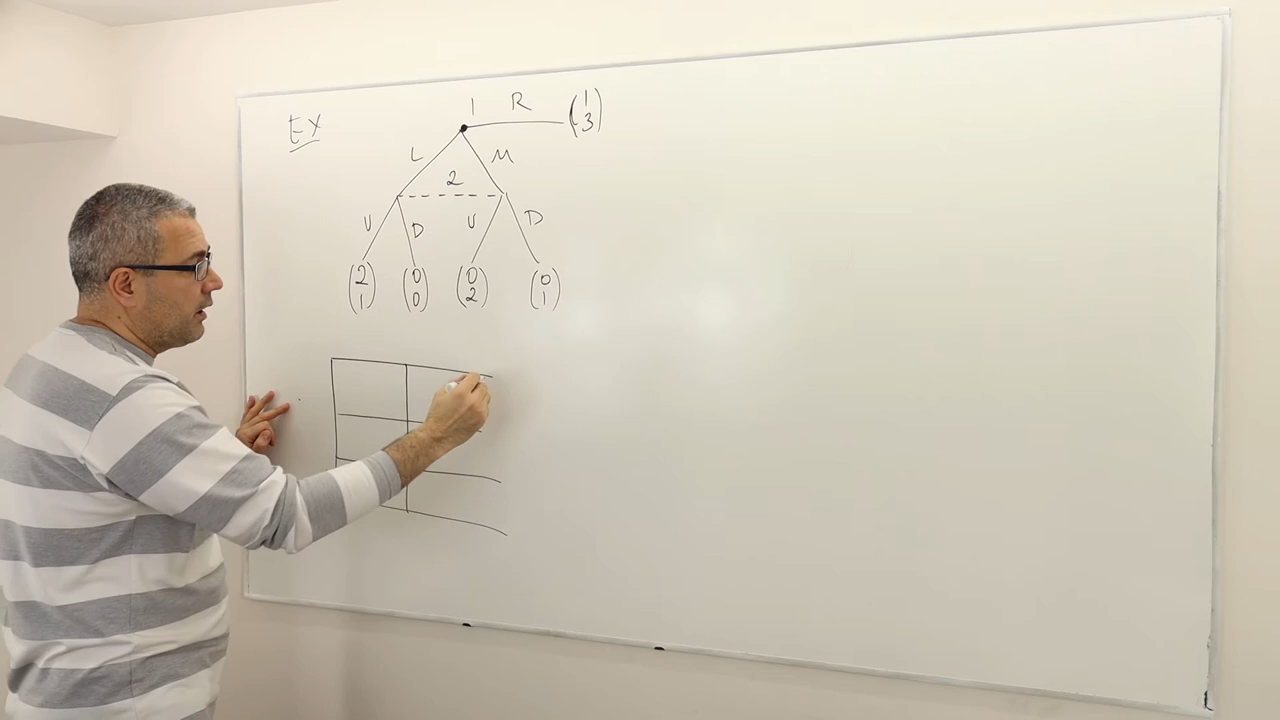 EX
1 R (1 3)
L M
2
U D U D
(2 1) (0 0) (0 2) (0 1)